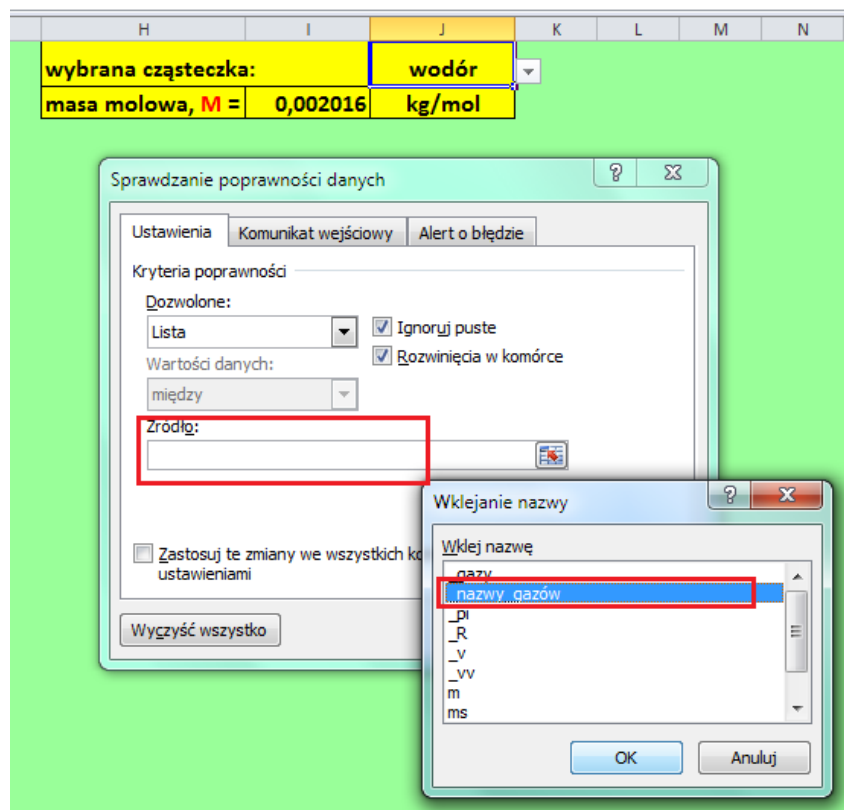 H I J K L M N
wybrana cząsteczka: wodór
masa molowa, M = 0,002016 kg/mol
Sprawdzanie poprawności danych
Ustawienia Komunikat wejściowy Alert o błędzie
Kryteria poprawności
Dozwolone:
Lista
Ignoruj puste
Wartości danych:
Rozwinięcia w komórce
między
Źródło:
Zastosuj te zmiany we wszystkich ko
ustawieniami
Wyczyść wszystko
Wklejanie nazwy
Wklej nazwę
_gazy
_nazwy_gazów
_pi
_R
_v
_vv
m
ms
OK Anuluj